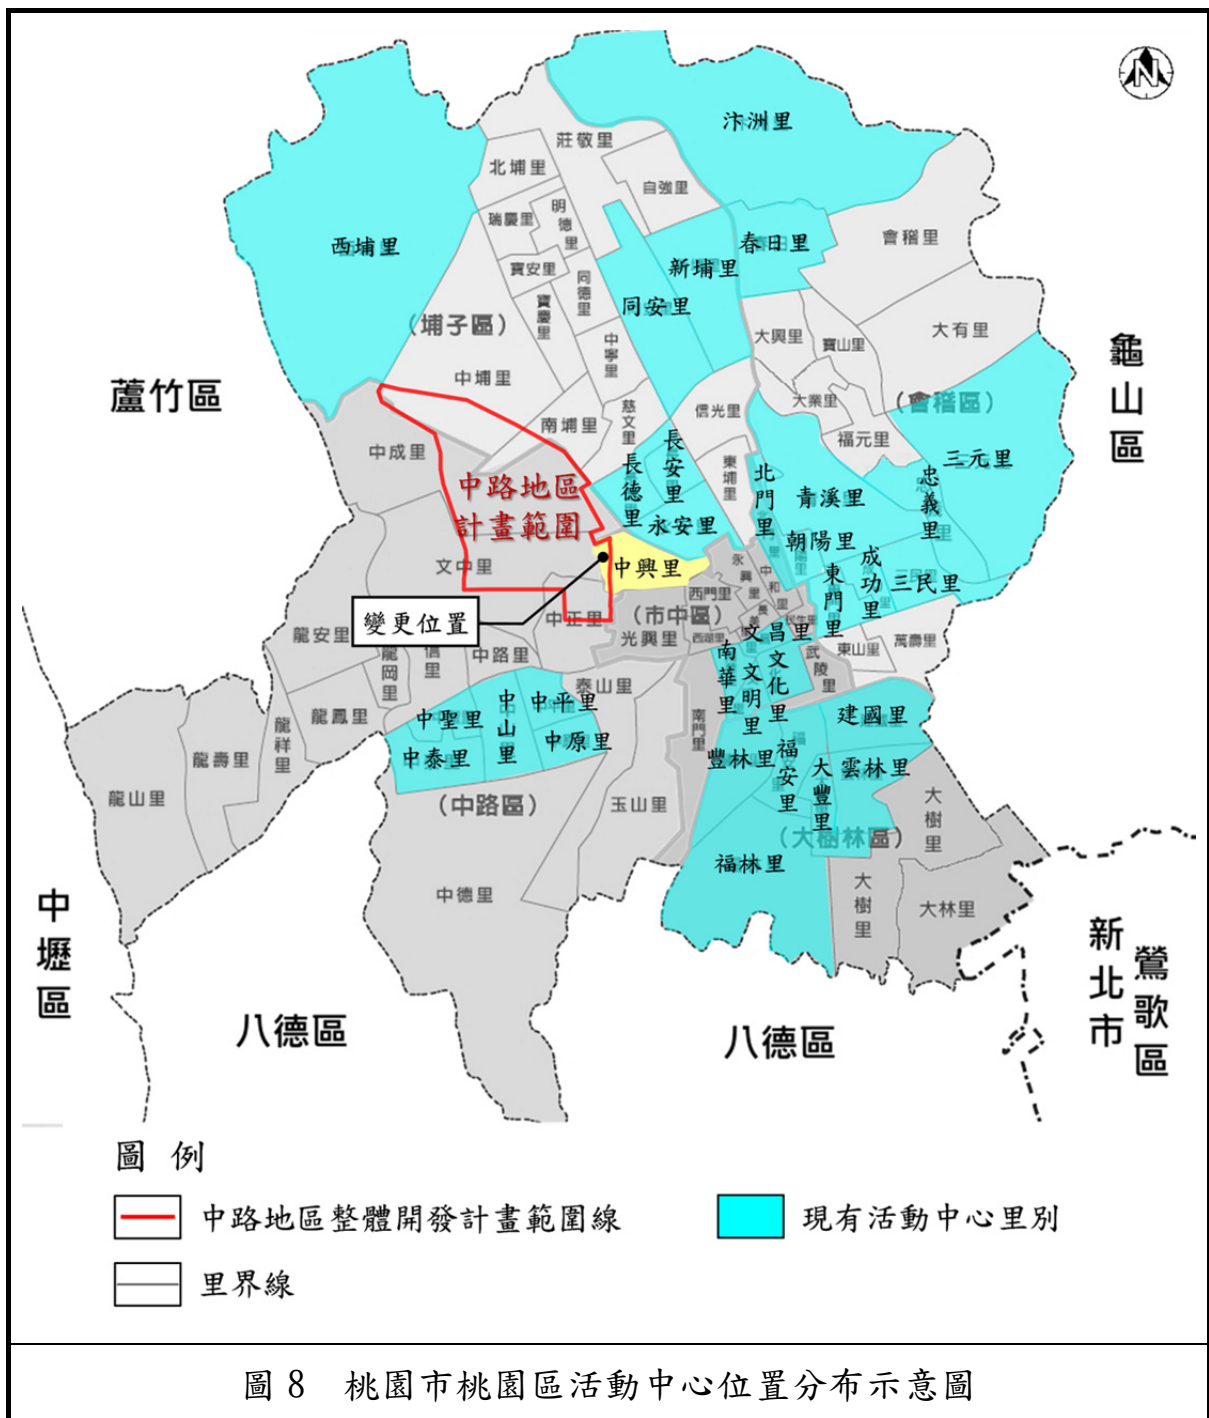 N
汴洲里
莊敬里
北埔里
自強里
瑞慶里
明德里
西埔里
春日里
會稽里
寶安里
新埔里
同德里
寶慶里
同安里
(埔子區)
大興里
寶山里
大有里
中寧里
龜山區
蘆竹區
中埔里
大業里
(會稽區)
慈文里
信光里
南埔里
福元里
中成里
長安里
三元里
長德里
東埔里
北門里
忠義里
中路地區
計畫範圍
青溪里
永安里
朝陽里
文中里
中興里
永興里
中和里
成功里
東門里
三民里
西門里
變更位置
中正里
(市中區)
長美里
民生里
龍安里
光興里
西湖里
文昌里
萬壽里
東山里
信里
龍岡里
中路里
南華里
文明里
文化里
武陵里
泰山里
中聖里
中山里
中平里
龍鳳里
龍祥里
南門里
建國里
中泰里
中原里
龍壽里
豐林里
福安里
大豐里
雲林里
龍山里
(中路區)
玉山里
大樹里
(大樹林區)
福林里
中德里
大樹里
大林里
中壢區
新北市
鶯歌區
八德區
八德區
圖 例
中路地區整體開發計畫範圍線
現有活動中心里別
里界線
圖 8 桃園市桃園區活動中心位置分布示意圖